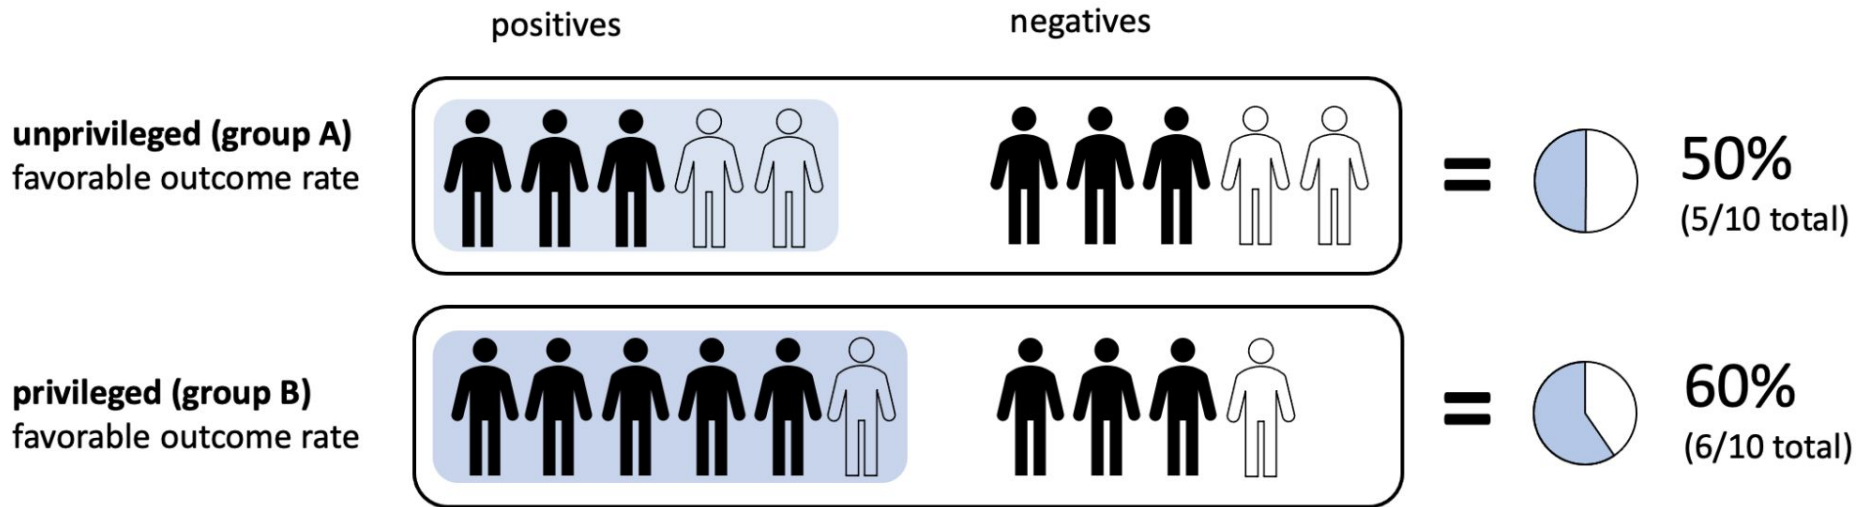 positives
negatives
unprivileged (group A)
favorable outcome rate
= 50%
(5/10 total)
privileged (group B)
favorable outcome rate
= 60%
(6/10 total)